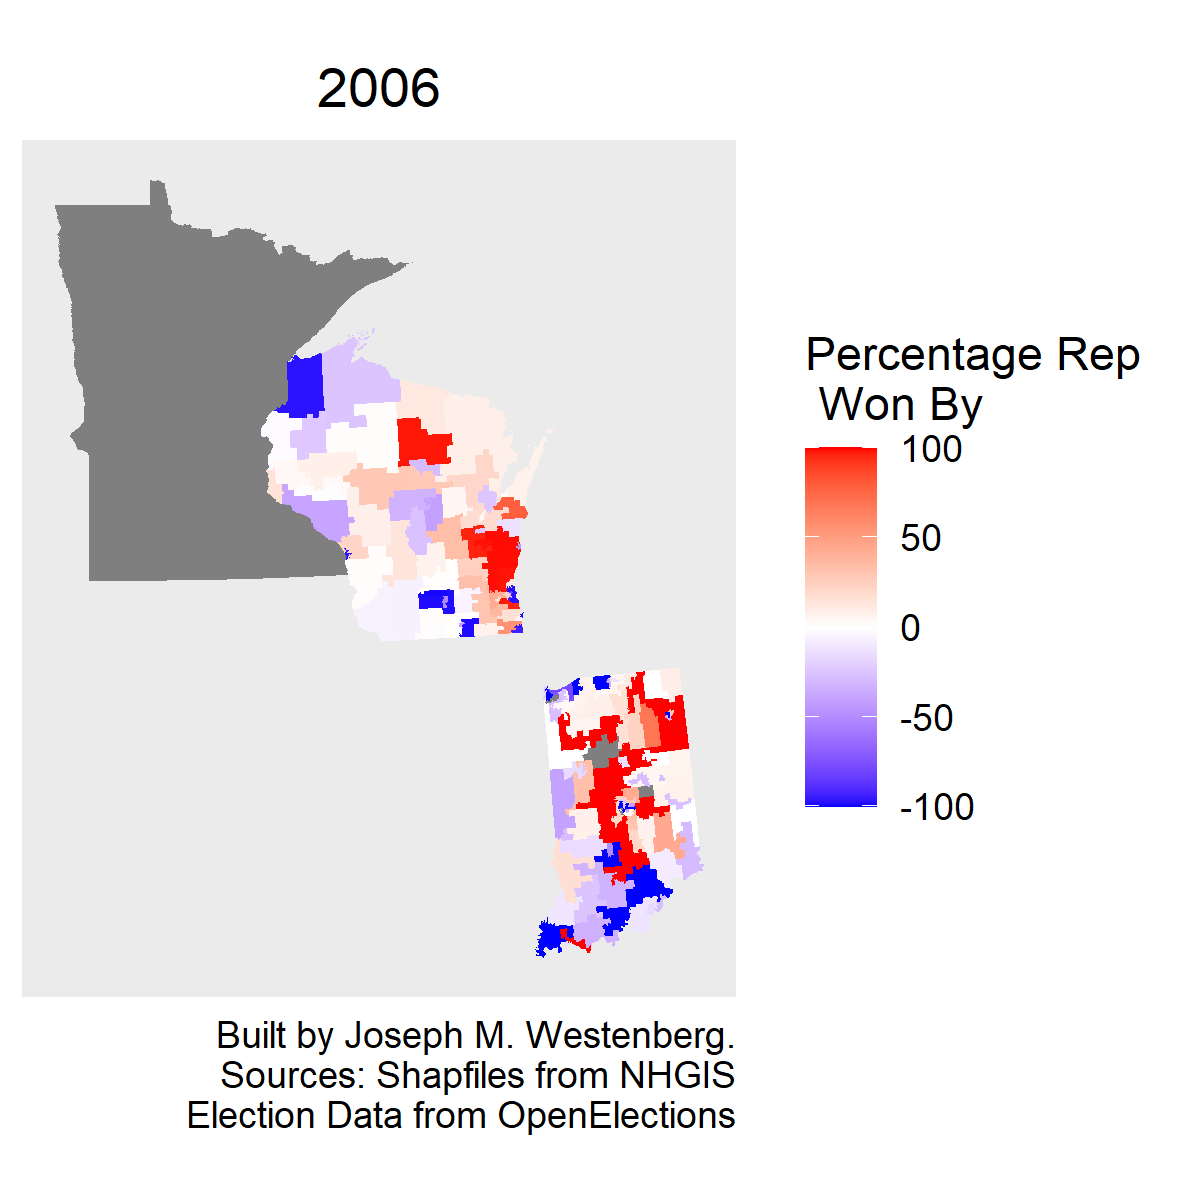 2006
Percentage Rep
Won By
100
50
0
-50
-100
Built by Joseph M. Westenberg.
Sources: Shapfiles from NHGIS
Election Data from OpenElections